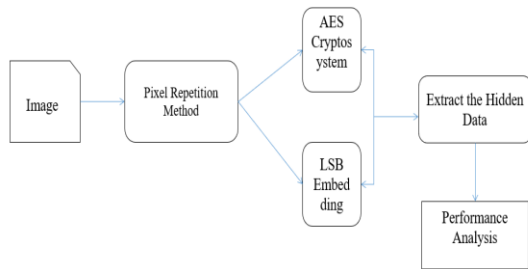 Image
Pixel Repetition
Method
AES
Cryptos
ystem
LSB
Embed
ding
Extract the Hidden
Data
Performance
Analysis